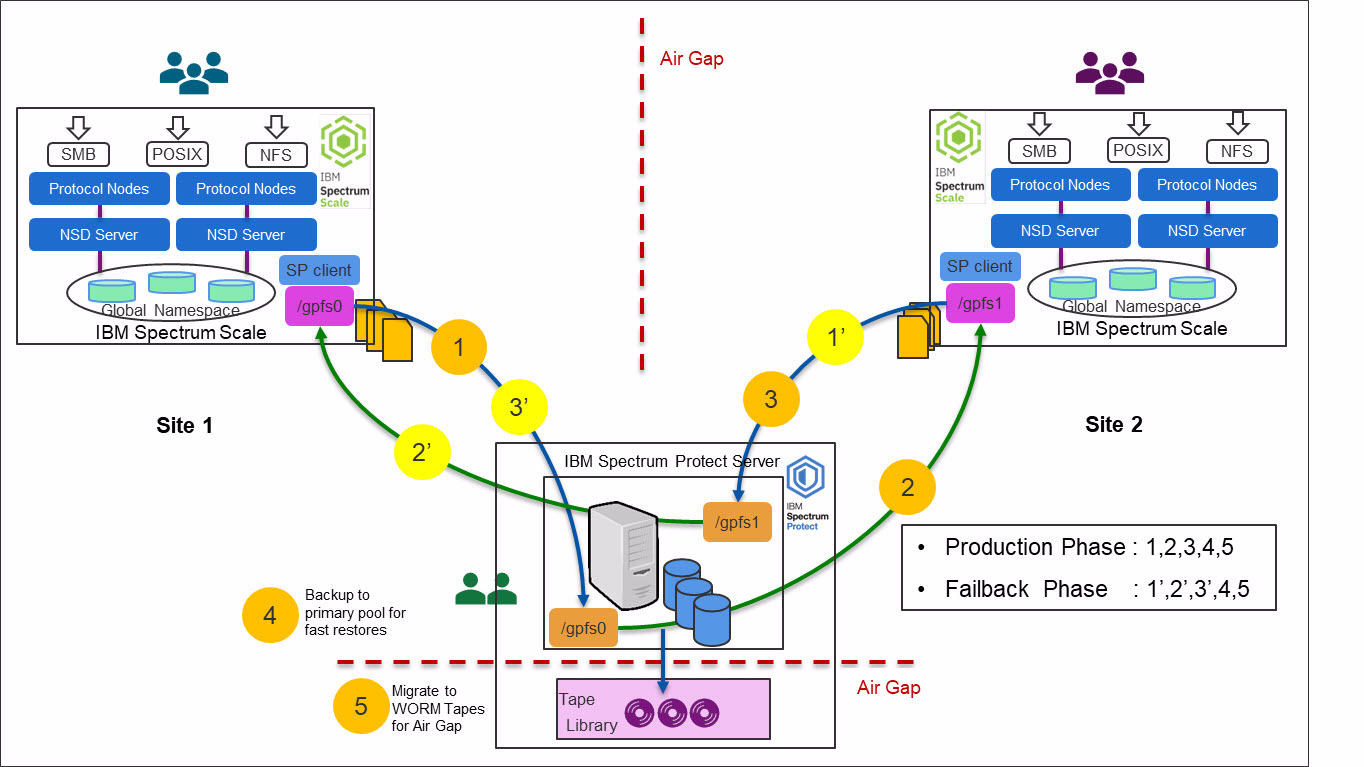 Air Gap
SMB
POSIX
NFS
IBM
Spectrum
Scale
Protocol Nodes
Protocol Nodes
NSD Server
NSD Server
SP client
/gpfs0
Global Namespace
IBM Spectrum Scale
Site 1
SMB
POSIX
NFS
IBM
Spectrum
Scale
Protocol Nodes
Protocol Nodes
NSD Server
NSD Server
SP client
/gpfs1
Global Namespace
IBM Spectrum Scale
Site 2
1
3’
2’
1’
3
2
IBM Spectrum Protect Server
IBM
Spectrum
Protect
/gpfs1
/gpfs0
• Production Phase : 1,2,3,4,5
• Failback Phase : 1’,2’,3’,4,5
4
Backup to
primary pool for
fast restores
Air Gap
5
Migrate to
WORM Tapes
for Air Gap
Tape
Library